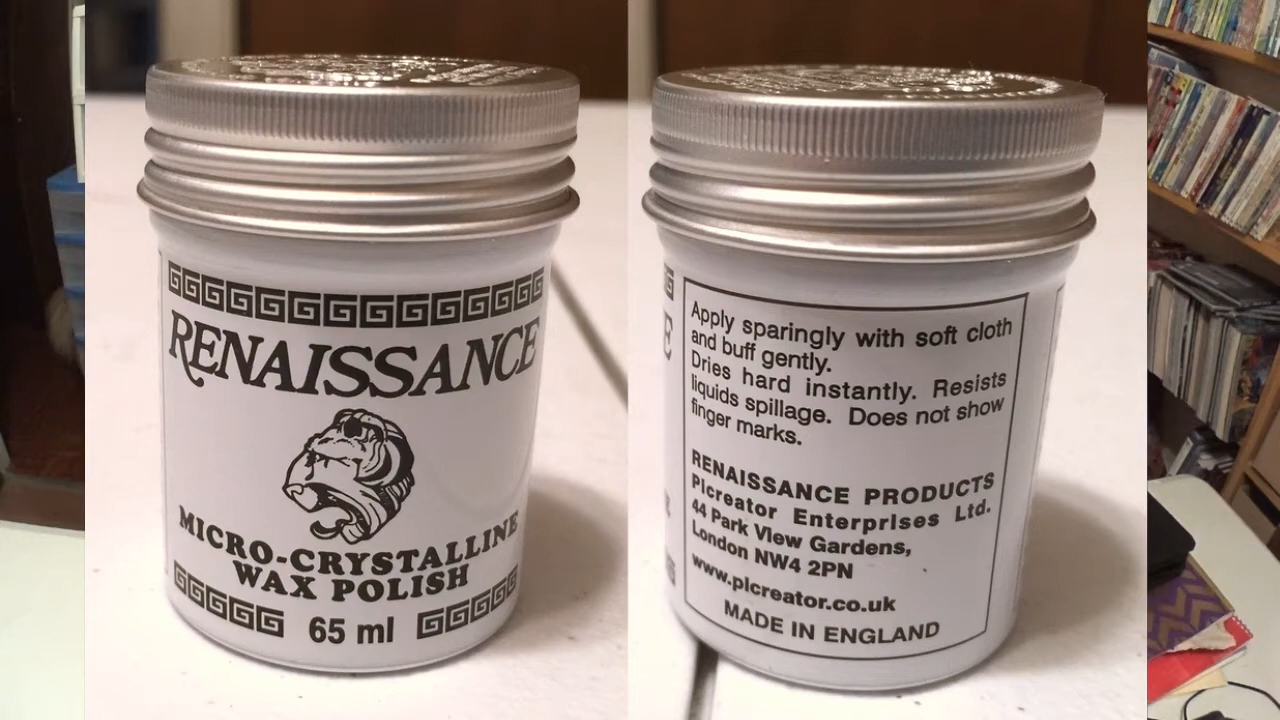 RENAISSANCE
MICRO-CRYSTALLINE
WAX POLISH
65 ml
Apply sparingly with soft cloth
and buff gently.
Dries hard instantly. Resists
liquids spillage. Does not show
finger marks.
RENAISSANCE PRODUCTS
Picreator Enterprises Ltd.
44 Park View Gardens,
London NW4 2PN
www.picreator.co.uk
MADE IN ENGLAND